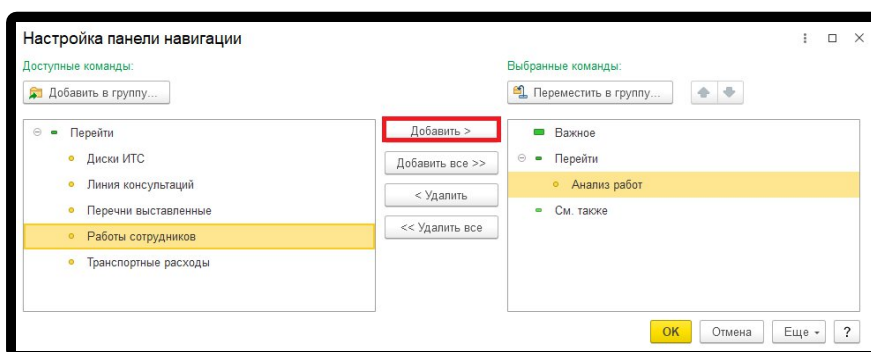 Настройка панели навигации
Доступные команды:
Выбранные команды:
Добавить в группу...
Переместить в группу...
Перейти
Диски ИТС
Линия консультаций
Перечни выставленные
Работы сотрудников
Транспортные расходы
Добавить >
Добавить все >>
< Удалить
<< Удалить все
Важное
Перейти
Анализ работ
См. также
ОК
Отмена
Еще
?